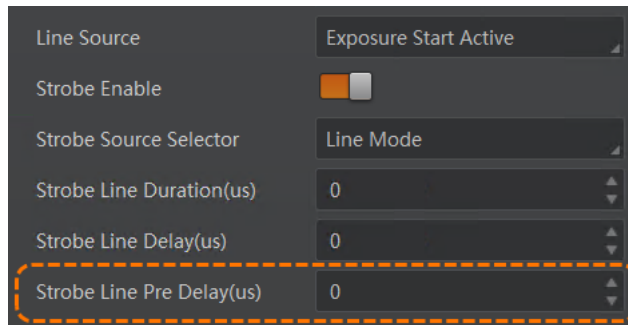 Line Source Exposure Start Active
Strobe Enable
Strobe Source Selector Line Mode
Strobe Line Duration(us) 0
Strobe Line Delay(us) 0
Strobe Line Pre Delay(us) 0